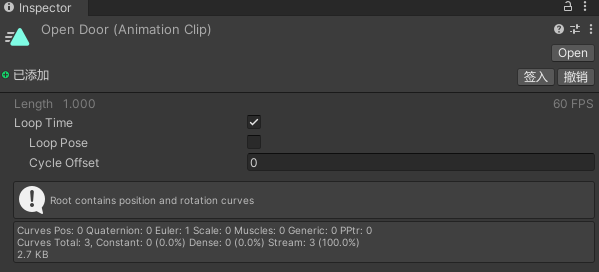 Inspector
Open Door (Animation Clip)
Open
已添加
签入 撤销
Length 1.000 60 FPS
Loop Time
Loop Pose
Cycle Offset 0
Root contains position and rotation curves
Curves Pos: 0 Quaternion: 0 Euler: 1 Scale: 0 Muscles: 0 Generic: 0 PPtr: 0
Curves Total: 3, Constant: 0 (0.0%) Dense: 0 (0.0%) Stream: 3 (100.0%)
2.7 KB